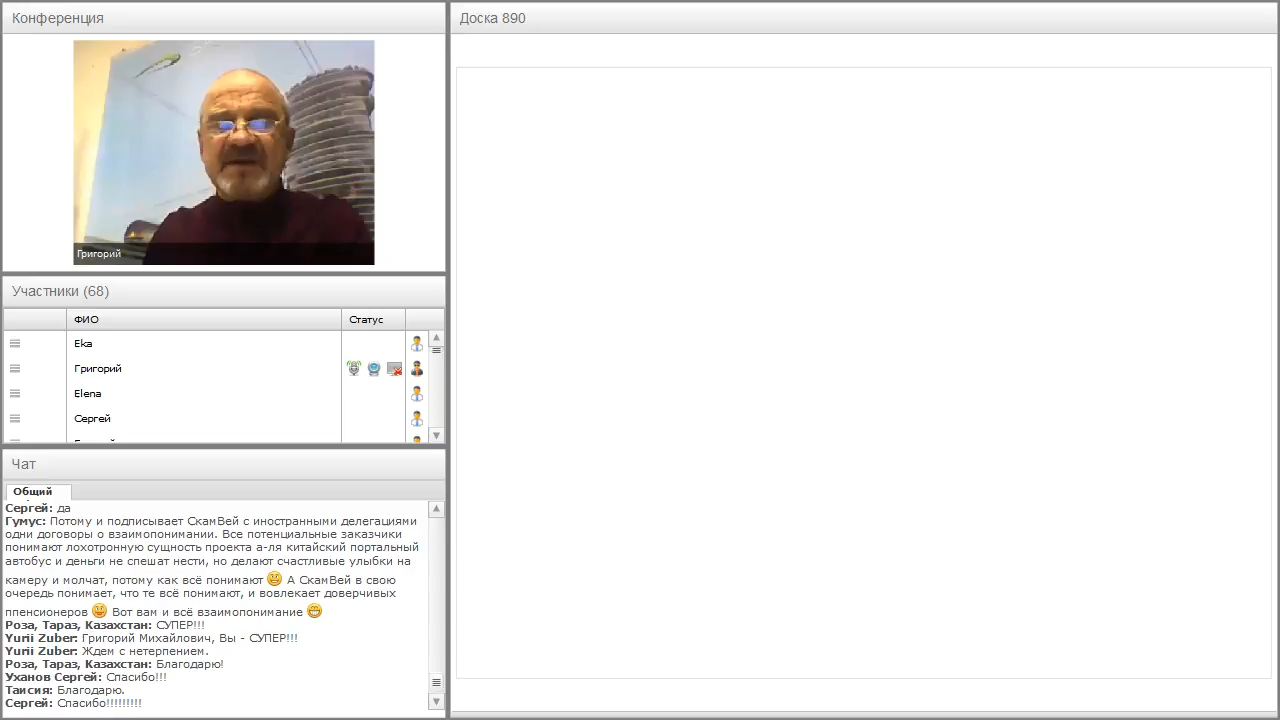 Конференция
Доска 890
Григорий
Участники (68)
ФИО
Статус
Eka
Григорий
Elena
Сергей
Чат
Общий
Сергей: да
Гумус: Потому и подписывает СкамВей с иностранными делегациями
одни договоры о взаимопонимании. Все потенциальные заказчики
понимают лохотронную сущность проекта а-ля китайский портальный
автобус и деньги не спешат нести, но делают счастливые улыбки на
камеру и молчат, потому как всё понимают А СкамВей в свою
очередь понимает, что те всё понимают, и вовлекает доверчивых
ппенсионеров Вот вам и всё взаимопонимание
Роза, Тараз, Казахстан: СУПЕР!!!
Yurii Zuber: Григорий Михайлович, Вы - СУПЕР!!!
Yurii Zuber: Ждем с нетерпением.
Роза, Тараз, Казахстан: Благодарю!
Уханов Сергей: Спасибо!!!
Таисия: Благодарю.
Сергей: Спасибо!!!!!!!!!